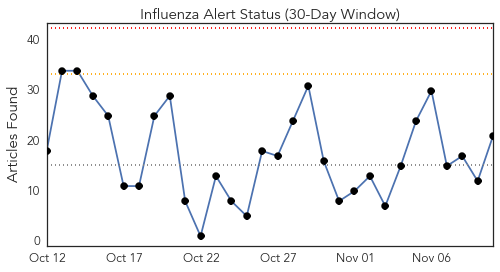 Influenza Alert Status (30-Day Window)
40
30
20
10
0
Articles Found
Oct 12 Oct 17 Oct 22 Oct 27 Nov 01 Nov 06